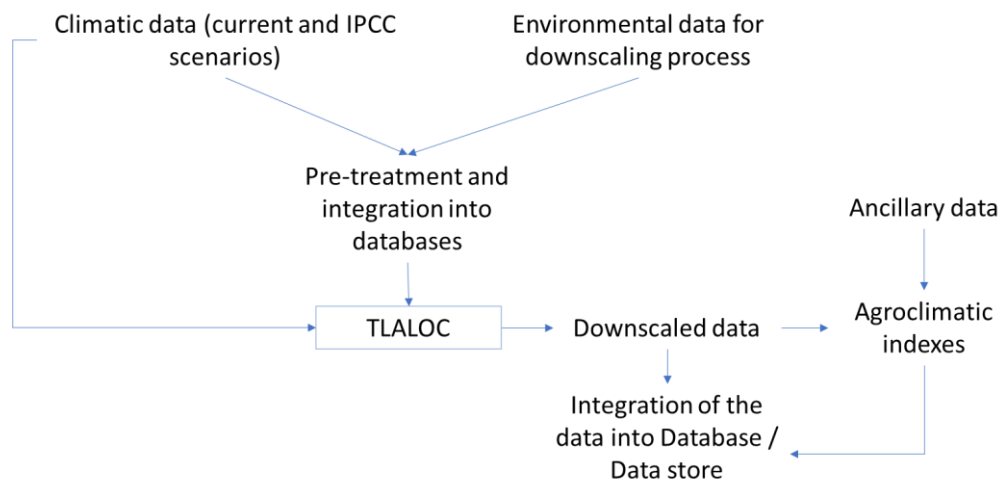 Climatic data (current and IPCC
scenarios)
Environmental data for
downscaling process
Pre-treatment and
integration into
databases
Ancillary data
TLALOC
Downscaled data
Agroclimatic
indexes
Integration of the
data into Database /
Data store